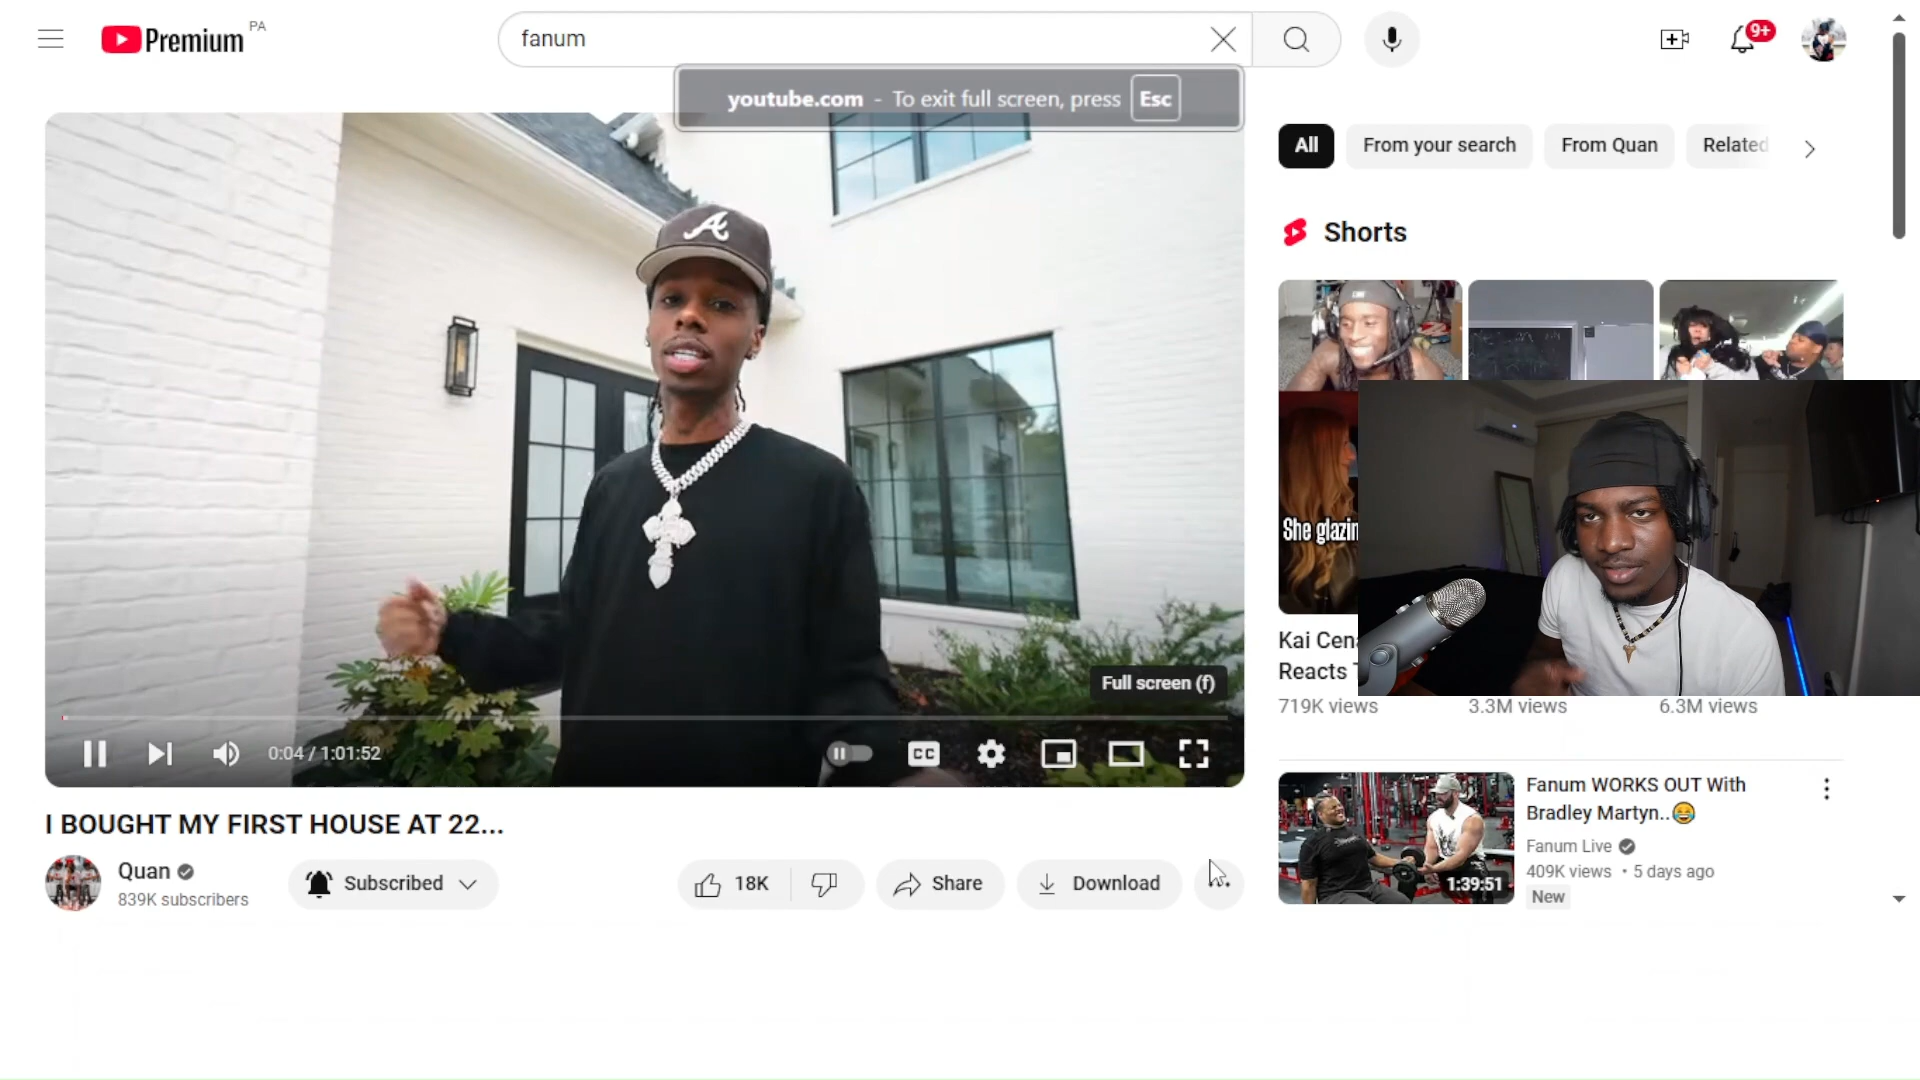 Premium PA
fanum
9+
youtube.com - To exit full screen, press Esc
A
All
From your search
From Quan
Related
Shorts
She glazin
Kai Cena
Reacts T
719K views
3.3M views
6.3M views
Full screen (f)
0:04 / 1:01:52
CC
I BOUGHT MY FIRST HOUSE AT 22...
Quan
839K subscribers
Subscribed
18K
Share
Download
1:39:51
Fanum WORKS OUT With
Bradley Martyn..😂
Fanum Live
409K views • 5 days ago
New